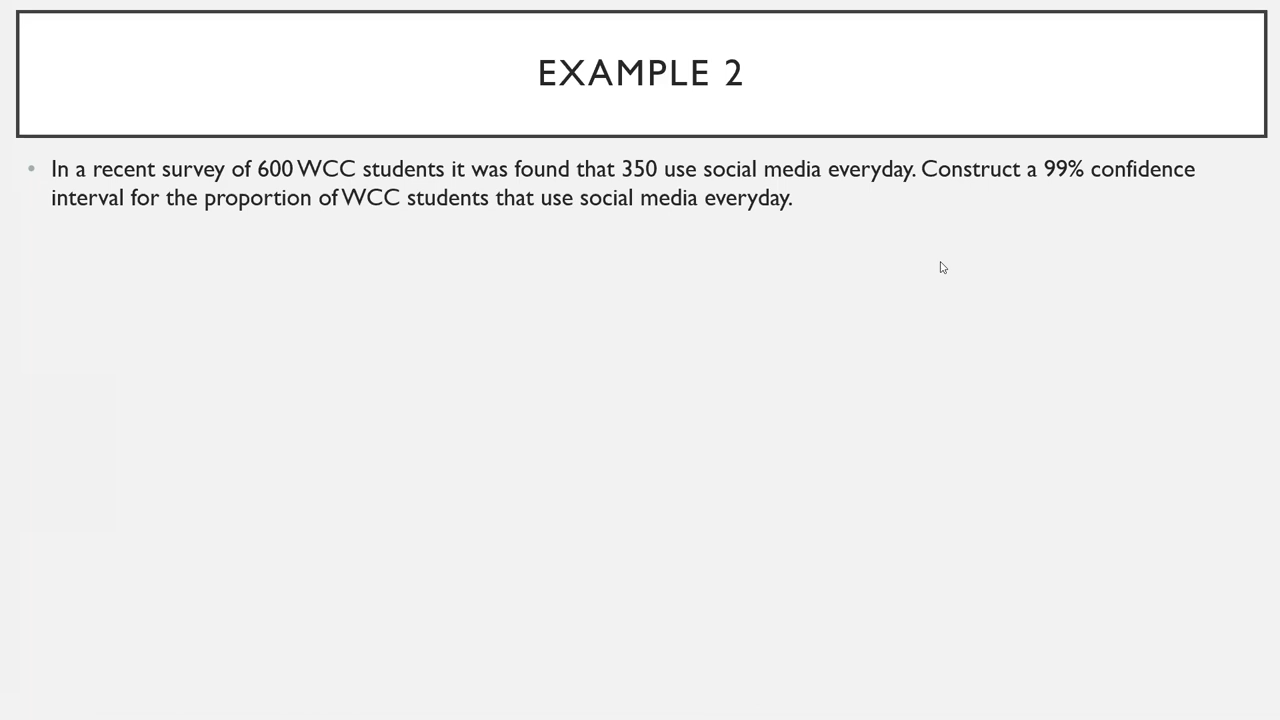 EXAMPLE 2
• In a recent survey of 600 WCC students it was found that 350 use social media everyday. Construct a 99% confidence
interval for the proportion of WCC students that use social media everyday.